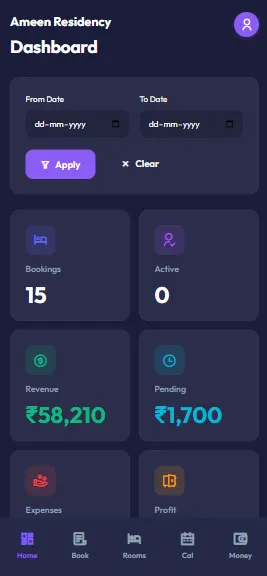 Ameen Residency
Dashboard
From Date
To Date
dd-mm-yyyy
dd-mm-yyyy
Apply
Clear
Bookings
15
Active
0
Revenue
₹58,210
Pending
₹1,700
Expenses
Profit
Home
Book
Rooms
Cal
Money